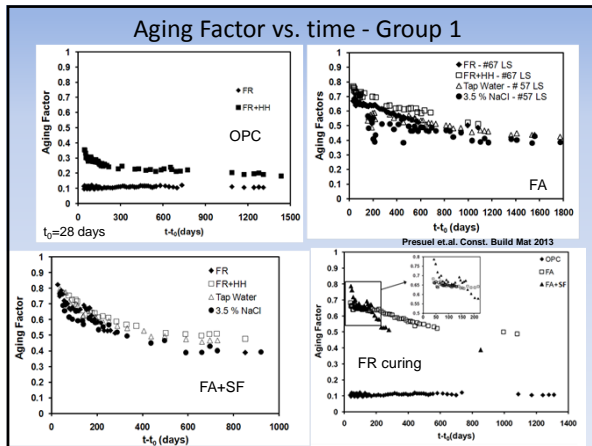 Aging Factor vs. time - Group 1
1
0.9
0.8
0.7
0.6
0.5
0.4
0.3
0.2
0.1
0
Aging Factor
FR
FR+HH
OPC
0 300 600 900 1200 1500
t-t0 (days)
t0=28 days
1
0.9
0.8
0.7
0.6
0.5
0.4
0.3
0.2
0.1
0
Aging Factors
FR - #67 LS
FR+HH - #67 LS
Tap Water - # 57 LS
3.5 % NaCl - #57 LS
FA
0 200 400 600 800 1000 1200 1400 1600 1800
t-t0 (days)
Presuel et.al. Const. Build Mat 2013
1
0.9
0.8
0.7
0.6
0.5
0.4
0.3
0.2
0.1
0
Aging Factor
FR
FR+HH
Tap Water
3.5 % NaCl
FA+SF
0 200 400 600 800 1000
t-t0 (days)
1
0.9
0.8
0.7
0.6
0.5
0.4
0.3
0.2
0.1
0
Aging Factor
OPC
FA
FA+SF
FR curing
0 200 400 600 800 1000 1200 1400
t-t0(days)